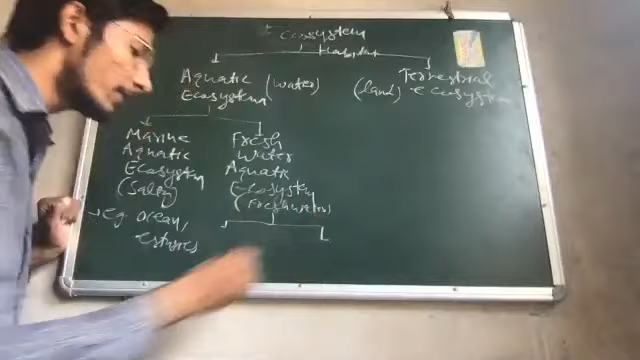 Ecosystem
Habitat
Aquatic (water)
Ecosystem
Terrestrial
(land) ecosystem
Marine
Aquatic
Ecosystem
(Salty)
→ eg ocean,
Fresh
Water
Aquatic
Ecosystem
(Freshwater)